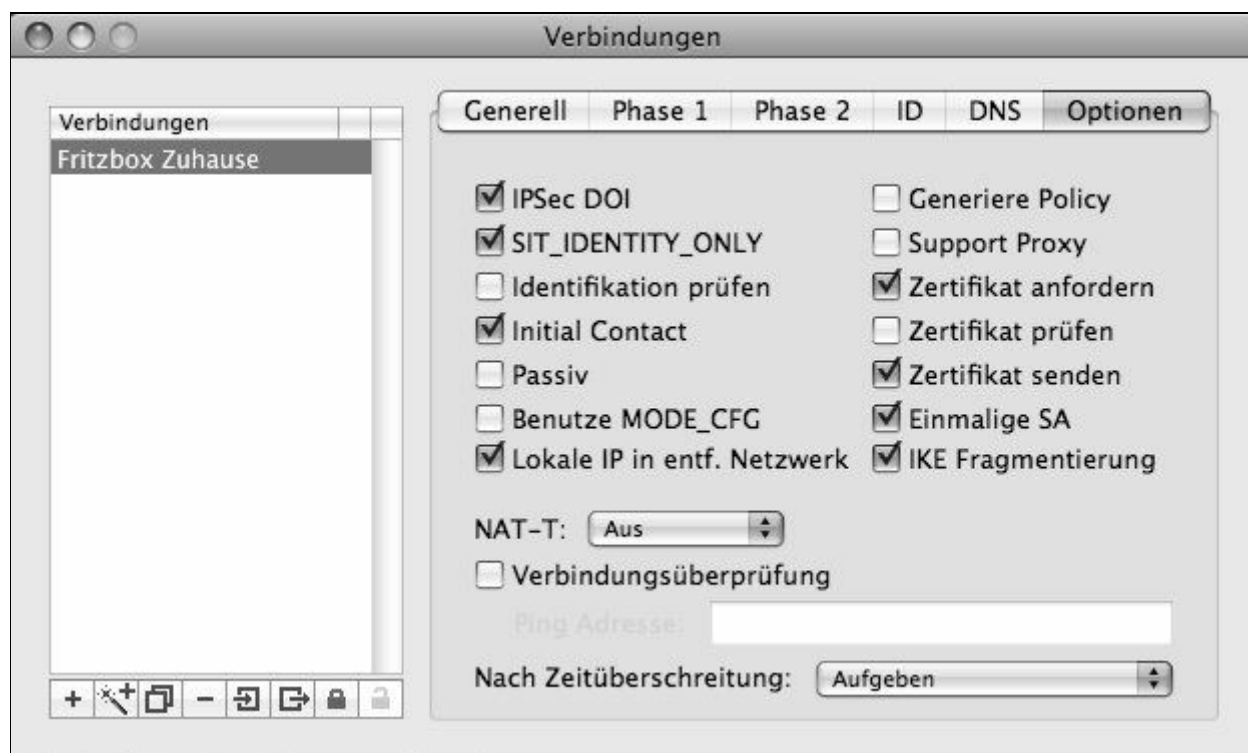 Verbindungen
Verbindungen
Fritzbox Zuhause
Generell Phase 1 Phase 2 ID DNS Optionen
IPSec DOI
SIT_IDENTITY_ONLY
Identifikation prüfen
Initial Contact
Passiv
Benutze MODE_CFG
Lokale IP in entf. Netzwerk
Generiere Policy
Support Proxy
Zertifikat anfordern
Zertifikat prüfen
Zertifikat senden
Einmalige SA
IKE Fragmentierung
NAT-T: Aus
Verbindungsüberprüfung
Ping Adresse:
Nach Zeitüberschreitung: Aufgeben